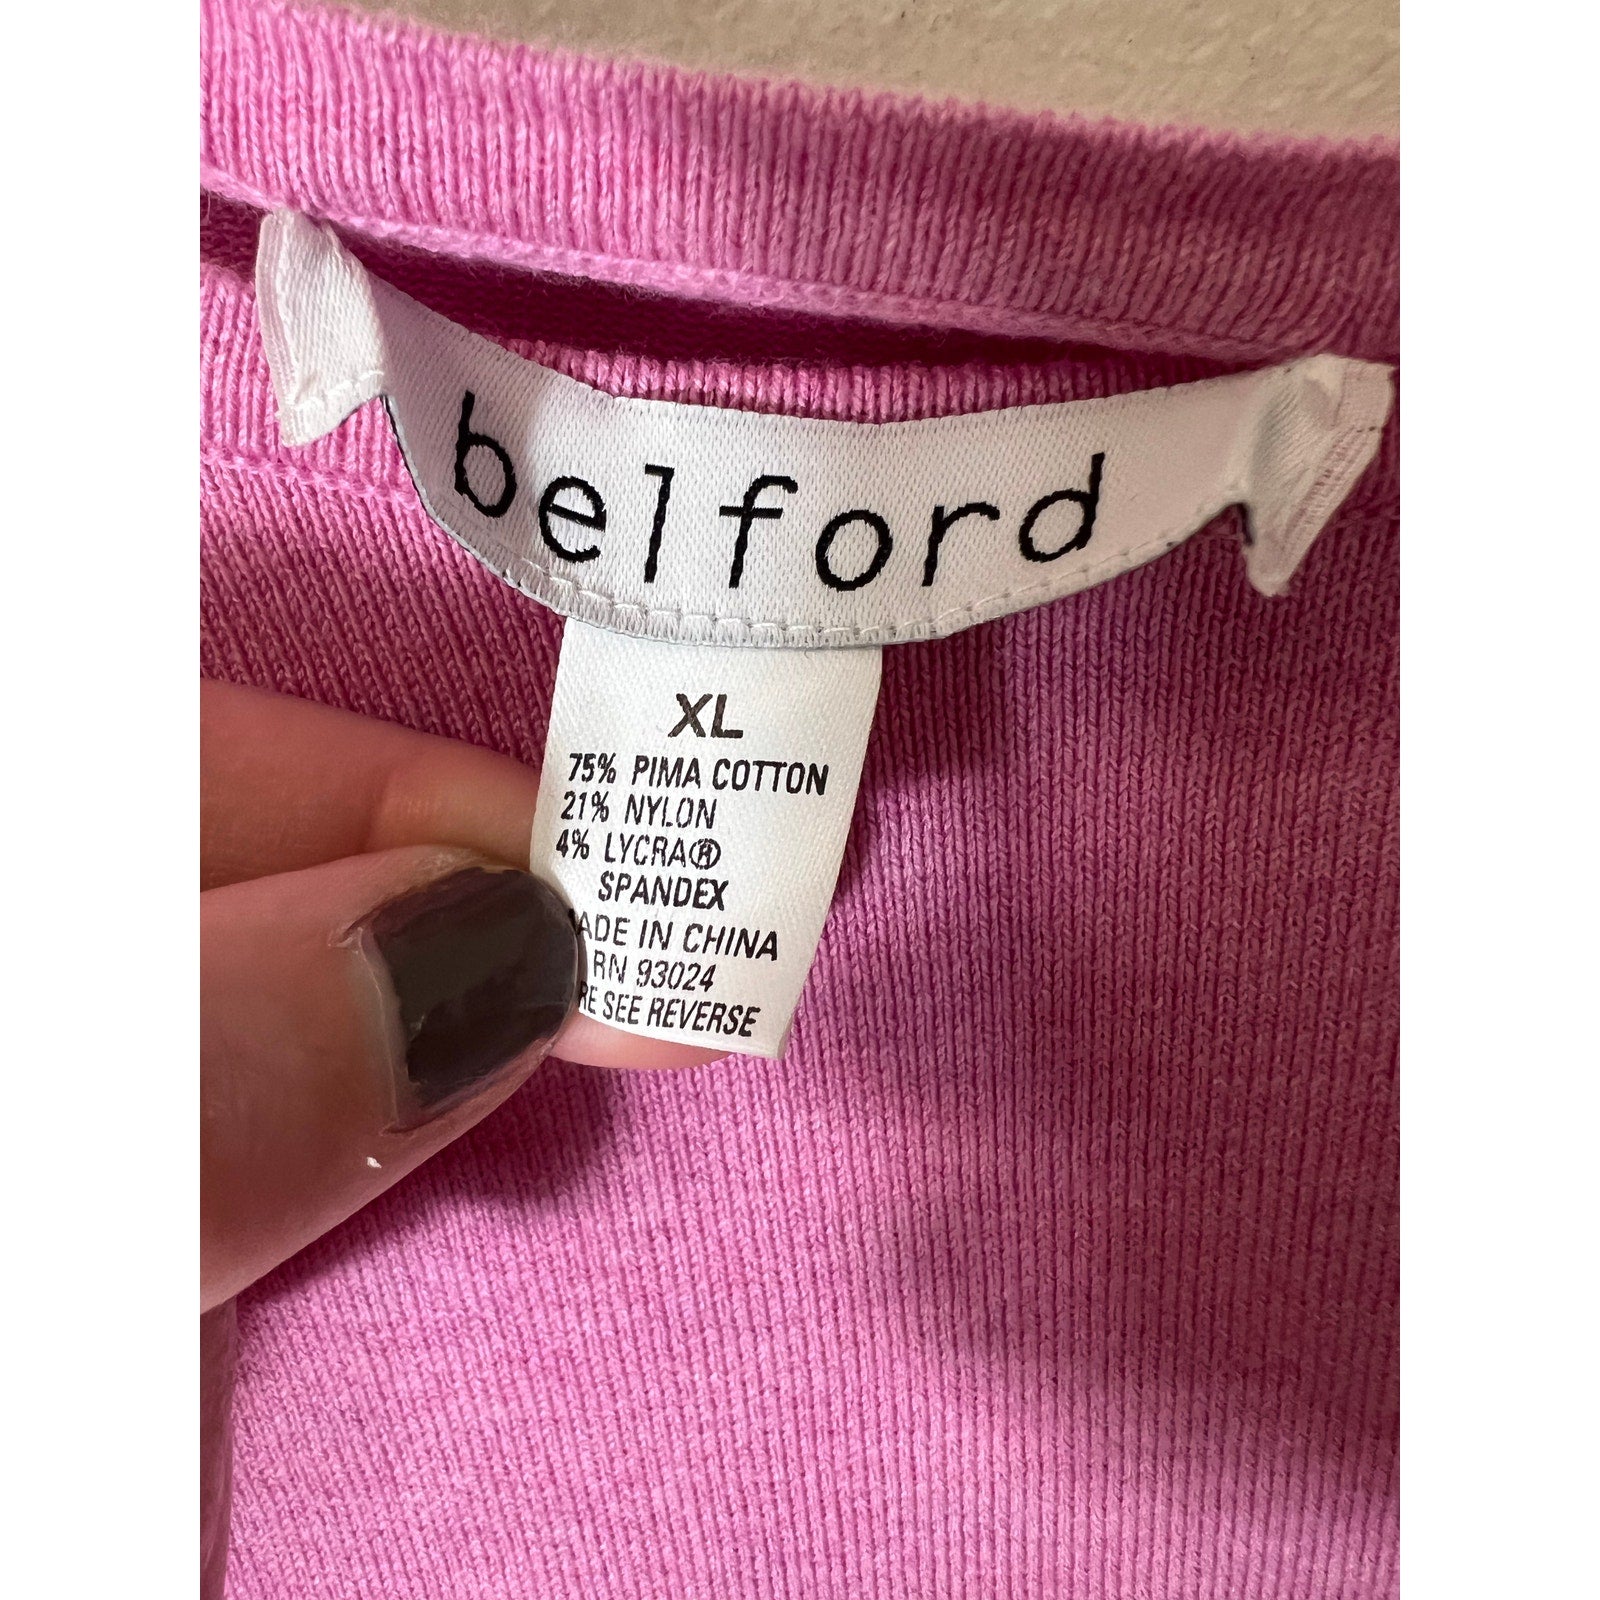 belford
XL
75% PIMA COTTON
21% NYLON
4% LYCRA®
SPANDEX
ADE IN CHINA
RN 93024
RE SEE REVERSE